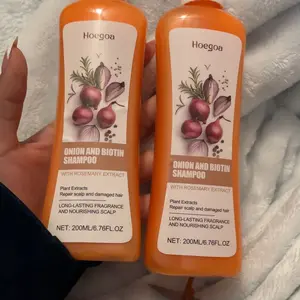 Hoegoa
ONION AND BIOTIN
SHAMPOO
WITH ROSEMARY EXTRACT
Plant Extracts
Repair scalp and damaged hair
LONG-LASTING FRAGRANCE
AND NOURISHING SCALP
NET: 200ML/6.76FL.OZ
Hoegoa
ONION AND BIOTIN
SHAMPOO
WITH ROSEMARY EXTRACT
Plant Extracts
Repair scalp and damaged hair
LONG-LASTING FRAGRANCE
AND NOURISHING SCALP
NET: 200ML/6.76FL.OZ